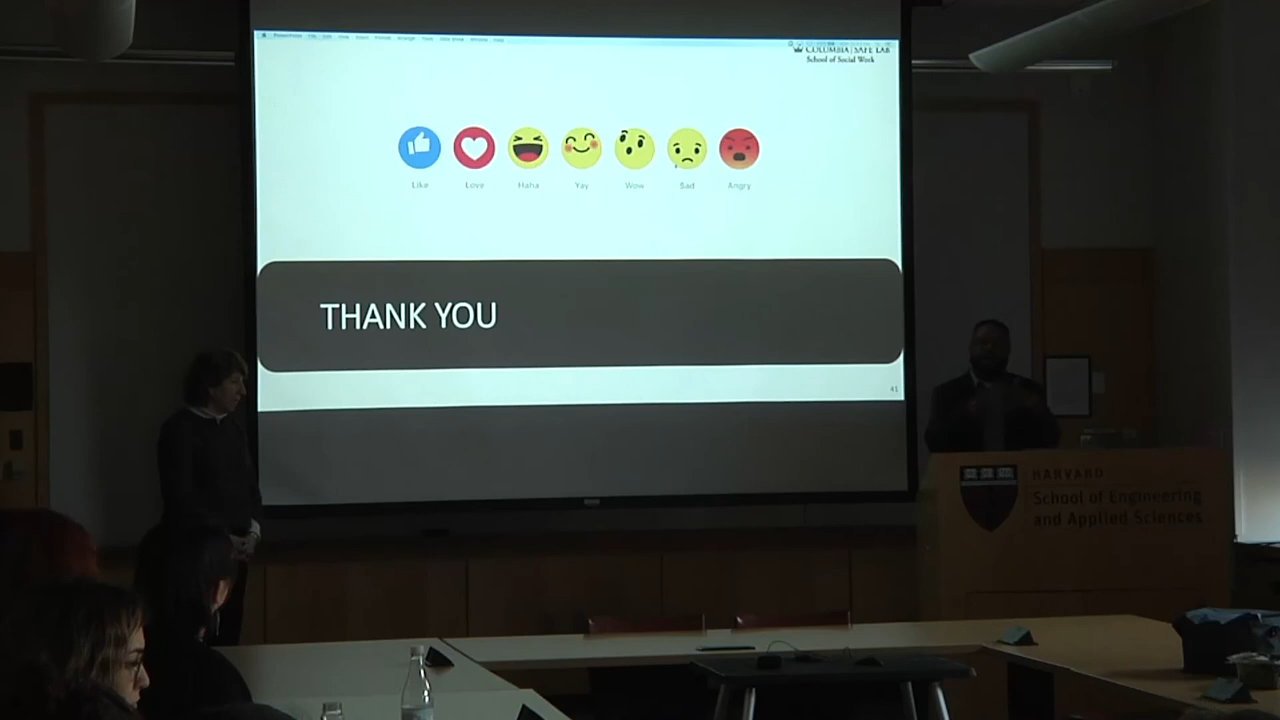 COLUMBIA | SAFE LAB
School of Social Work
Like Love Haha Yay Wow Sad Angry
THANK YOU
41
HARVARD
School of Engineering
and Applied Sciences